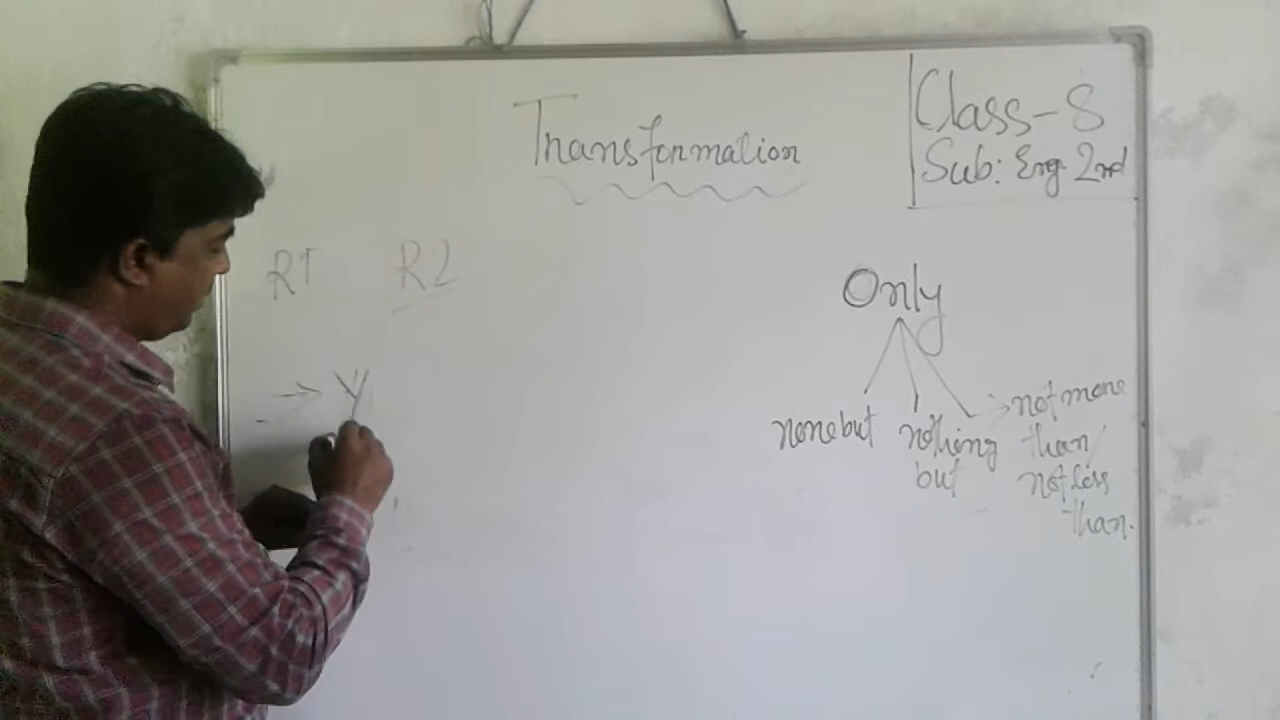 Transformation
Class-8
Sub: Eng. 2nd
R1 R2
→ Y
Only
none but
nothing
but
→ not more
than/
not less
than.